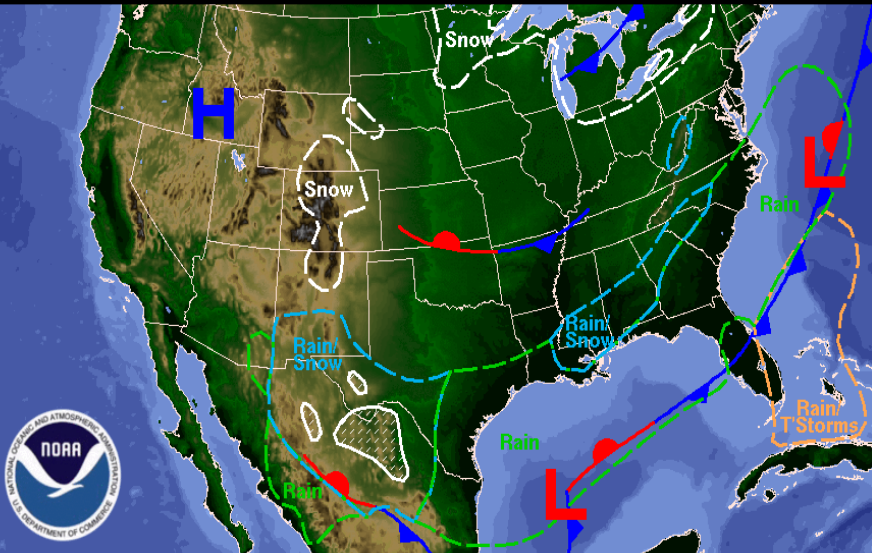 Snow
H
Snow
L
Rain
Rain/
Snow
Rain/
Snow
Rain/
T'Storms
Rain
Rain
L
NOAA
NATIONAL OCEANIC AND ATMOSPHERIC ADMINISTRATION
U.S. DEPARTMENT OF COMMERCE